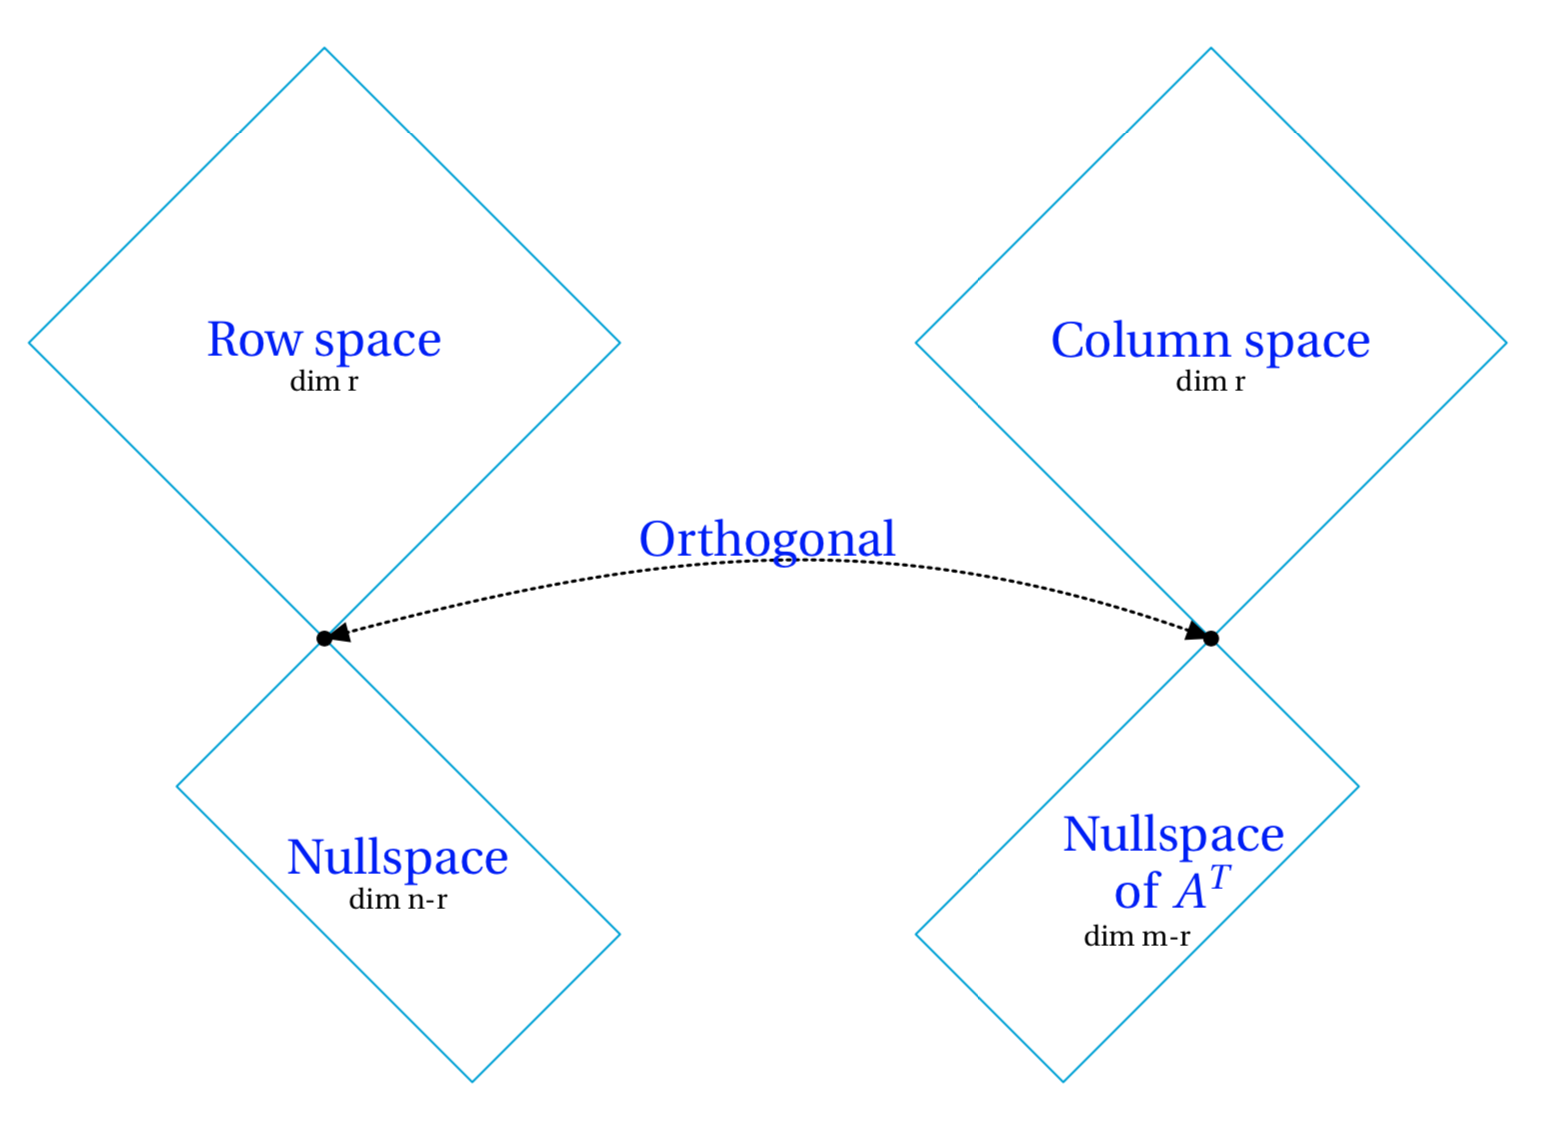 Row space
dim r
Column space
dim r
Orthogonal
Nullspace
dim n-r
Nullspace
of A^T
dim m-r